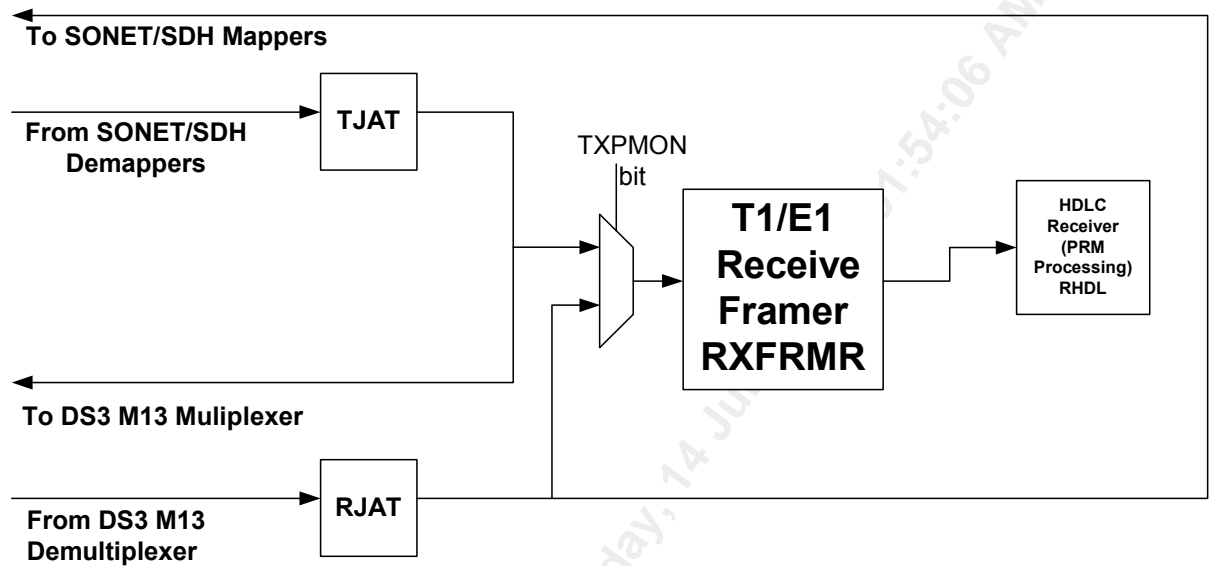 To SONET/SDH Mappers
TJAT
From SONET/SDH
Demappers
TXPMON
bit
T1/E1
Receive
Framer
RXFRMR
HDLC
Receiver
(PRM
Processing)
RHDL
To DS3 M13 Muliplexer
RJAT
From DS3 M13
Demultiplexer